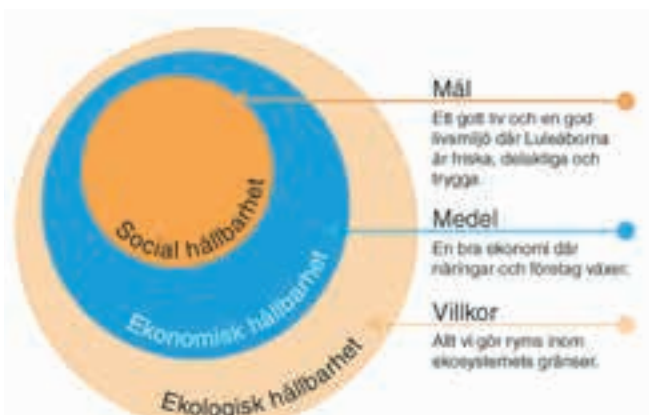 Mål
Ett gott liv och en god
livsmiljö där Luleåborna
är friska, delaktiga och
trygga.
Medel
En bra ekonomi där
näringar och företag växer.
Villkor
Allt vi gör ryms inom
ekosystemets gränser.
Social hållbarhet
Ekonomisk hållbarhet
Ekologisk hållbarhet